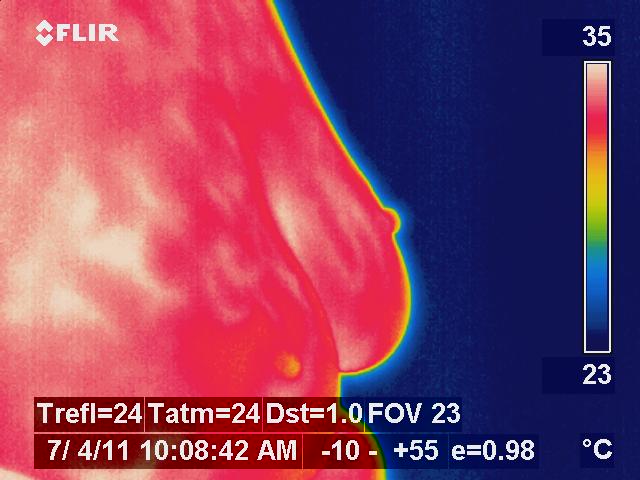 FLIR
35
23
Trefl=24 Tatm=24 Dst=1.0 FOV 23
7/ 4/11 10:08:42 AM -10 - +55 e=0.98 °C